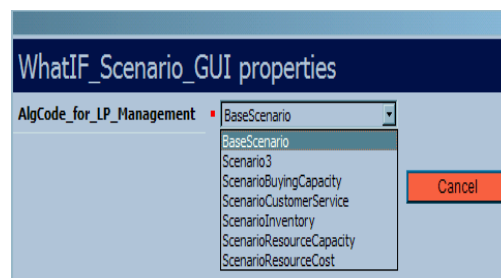 WhatIF_Scenario_GUI properties
AlgCode_for_LP_Management BaseScenario
BaseScenario
Scenario3
ScenarioBuyingCapacity
ScenarioCustomerService
ScenarioInventory
ScenarioResourceCapacity
ScenarioResourceCost
Cancel